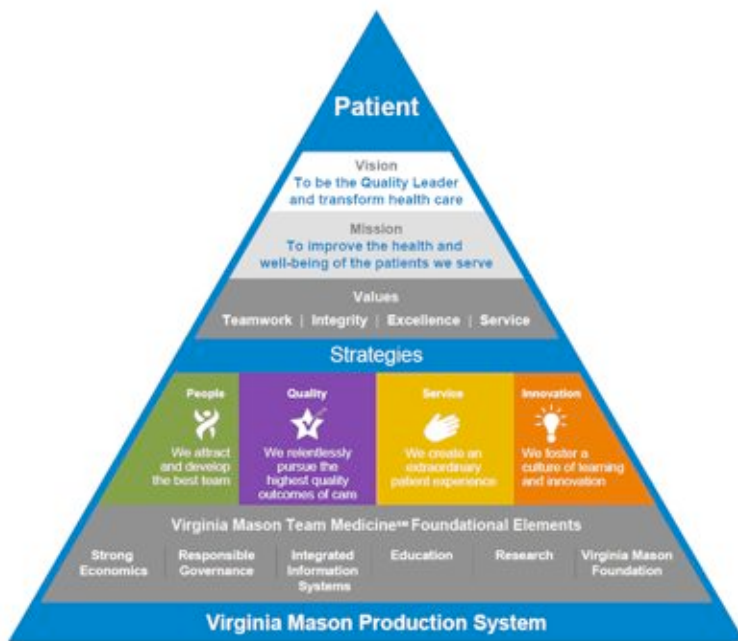 Patient
Vision
To be the Quality Leader
and transform health care
Mission
To improve the health and
well-being of the patients we serve
Values
Teamwork | Integrity | Excellence | Service
Strategies
People
We attract
and develop
the best team
Quality
We relentlessly
pursue the
highest quality
outcomes of care
Service
We create an
extraordinary
patient experience
Innovation
We foster a
culture of learning
and innovation
Virginia Mason Team Medicine℠ Foundational Elements
Strong
Economics
Responsible
Governance
Integrated
Information
Systems
Education
Research
Virginia Mason
Foundation
Virginia Mason Production System